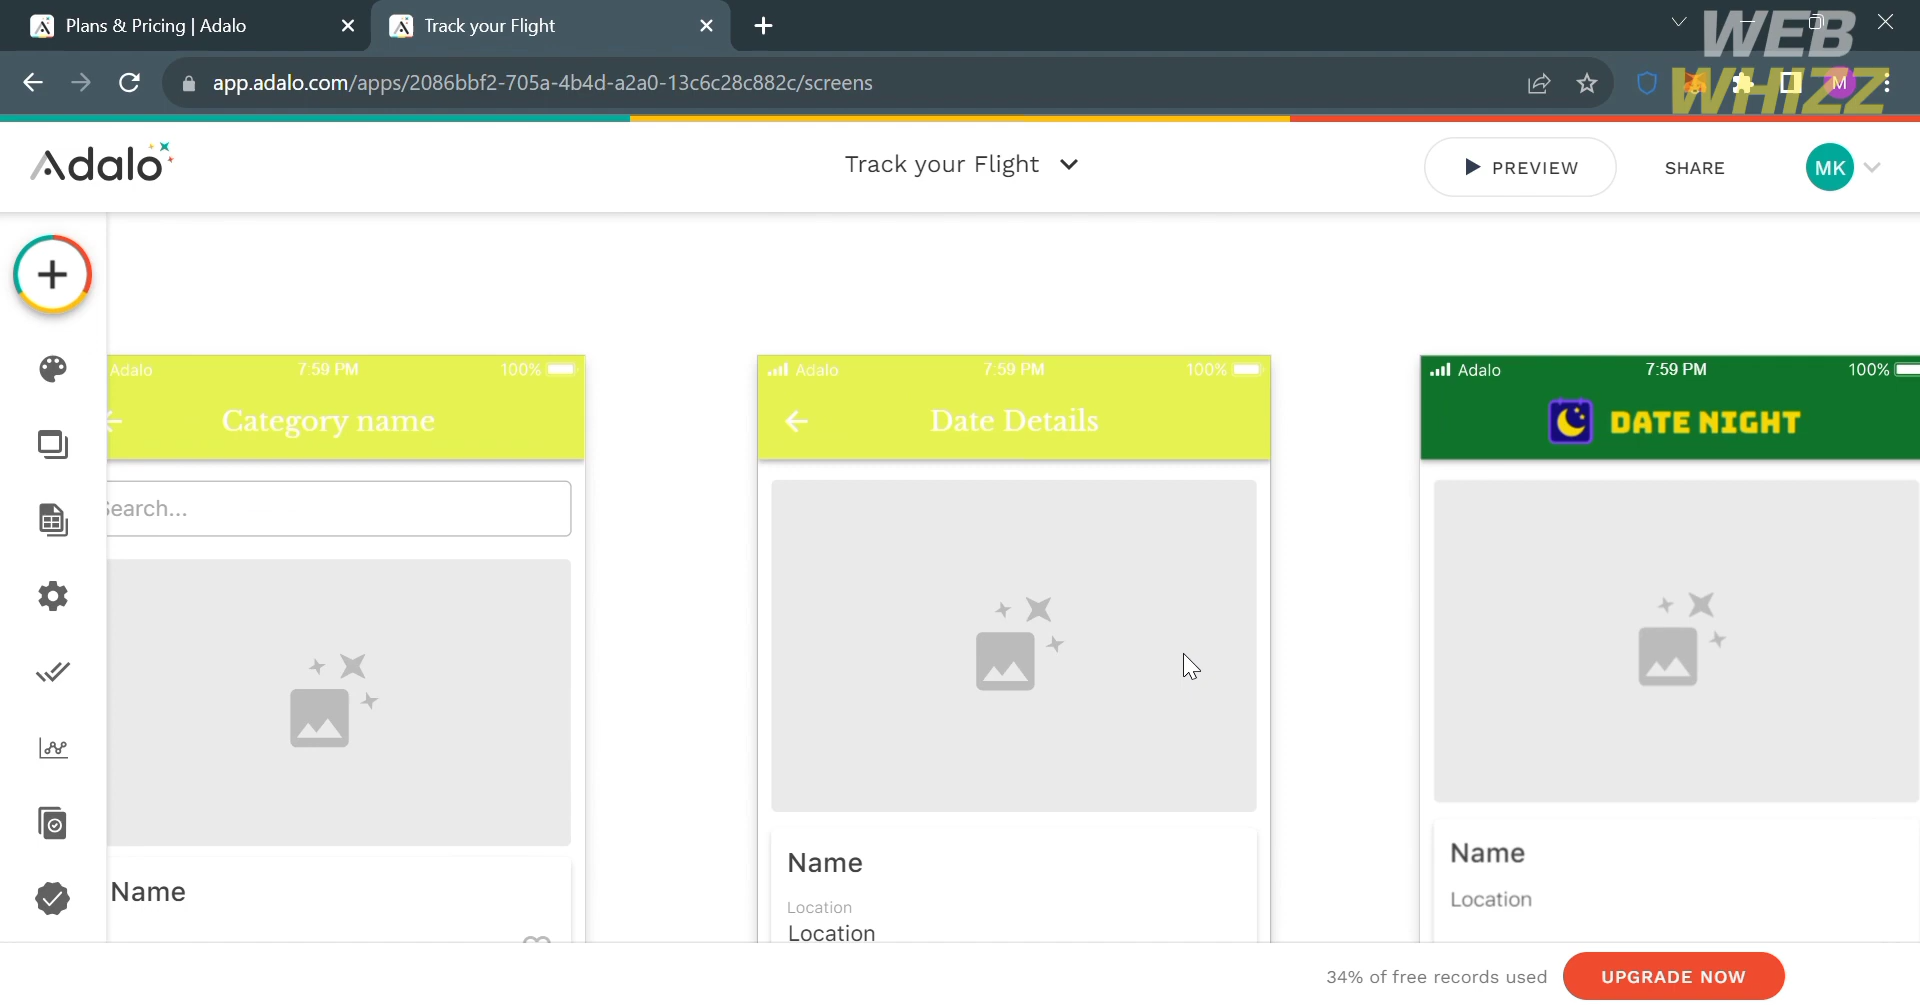 Plans & Pricing | Adalo
Track your Flight
WEB
WHIZZ
app.adalo.com/apps/2086bbf2-705a-4b4d-a2a0-13c6c28c882c/screens
M
Adalo
Track your Flight
PREVIEW
SHARE
MK
Adalo 7:59 PM 100%
Category name
Search...
Name
Adalo 7:59 PM 100%
Date Details
Name
Location
Location
Adalo 7:59 PM 100%
DATE NIGHT
Name
Location
34% of free records used
UPGRADE NOW